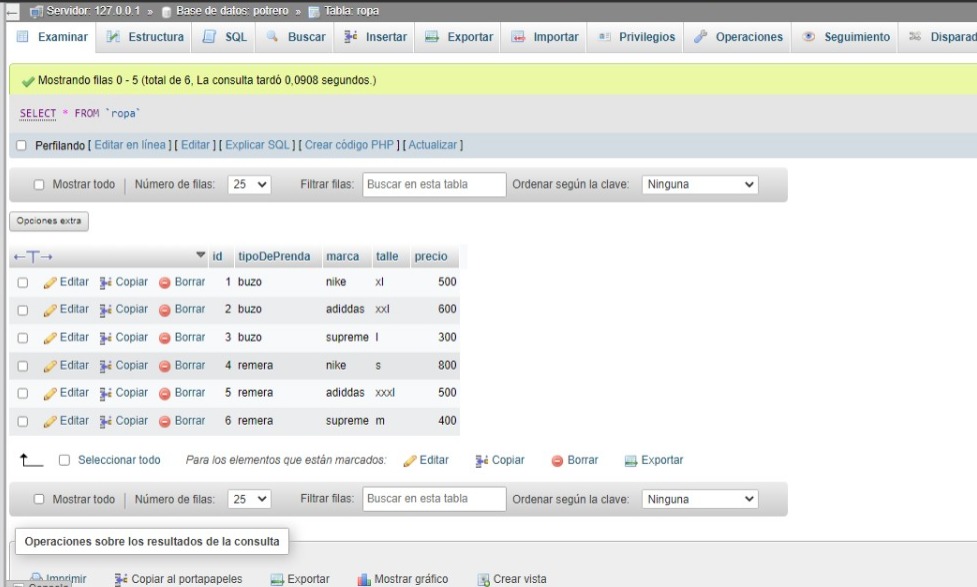 Servidor: 127.0.0.1 » Base de datos: potrero » Tabla: ropa
Examinar Estructura SQL Buscar Insertar Exportar Importar Privilegios Operaciones Seguimiento Disparad
Mostrando filas 0 - 5 (total de 6, La consulta tardó 0,0908 segundos.)
SELECT * FROM `ropa`
Perfilando [ Editar en línea ] [ Editar ] [ Explicar SQL ] [ Crear código PHP ] [ Actualizar ]
Mostrar todo | Número de filas: 25 Filtrar filas: Buscar en esta tabla Ordenar según la clave: Ninguna
Opciones extra
←T→ id tipoDePrenda marca talle precio
Editar Copiar Borrar 1 buzo nike xl 500
Editar Copiar Borrar 2 buzo adiddas xxl 600
Editar Copiar Borrar 3 buzo supreme l 300
Editar Copiar Borrar 4 remera nike s 800
Editar Copiar Borrar 5 remera adiddas xxxl 500
Editar Copiar Borrar 6 remera supreme m 400
Seleccionar todo Para los elementos que están marcados: Editar Copiar Borrar Exportar
Mostrar todo | Número de filas: 25 Filtrar filas: Buscar en esta tabla Ordenar según la clave: Ninguna
Operaciones sobre los resultados de la consulta
Imprimir Copiar al portapapeles Exportar Mostrar gráfico Crear vista
Consola